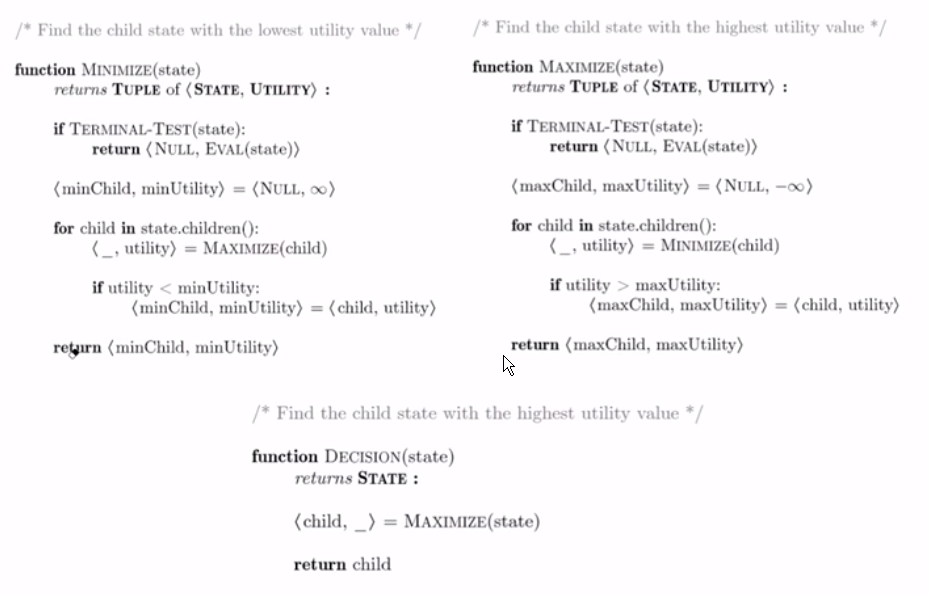 /* Find the child state with the lowest utility value */
function MINIMIZE(state)
returns TUPLE of ⟨STATE, UTILITY⟩ :
if TERMINAL-TEST(state):
return ⟨NULL, EVAL(state)⟩
⟨minChild, minUtility⟩ = ⟨NULL, ∞⟩
for child in state.children():
⟨_, utility⟩ = MAXIMIZE(child)
if utility < minUtility:
⟨minChild, minUtility⟩ = ⟨child, utility⟩
return ⟨minChild, minUtility⟩
/* Find the child state with the highest utility value */
function MAXIMIZE(state)
returns TUPLE of ⟨STATE, UTILITY⟩ :
if TERMINAL-TEST(state):
return ⟨NULL, EVAL(state)⟩
⟨maxChild, maxUtility⟩ = ⟨NULL, −∞⟩
for child in state.children():
⟨_, utility⟩ = MINIMIZE(child)
if utility > maxUtility:
⟨maxChild, maxUtility⟩ = ⟨child, utility⟩
return ⟨maxChild, maxUtility⟩
/* Find the child state with the highest utility value */
function DECISION(state)
returns STATE :
⟨child, _⟩ = MAXIMIZE(state)
return child